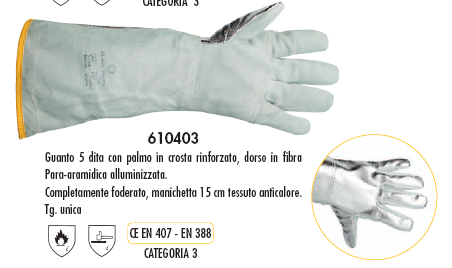 CATEGORIA 3
610403
Guanto 5 dita con palmo in crosta rinforzato, dorso in fibra
Para-aramidica alluminizzata.
Completamente foderato, manichetta 15 cm tessuto anticalore.
Tg. unica
CE EN 407 - EN 388
CATEGORIA 3